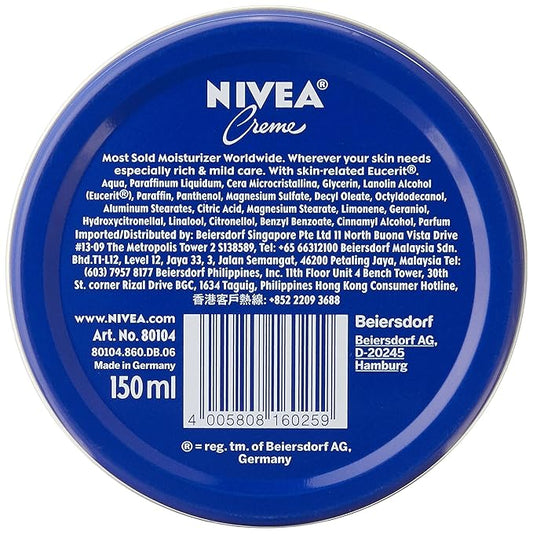 NIVEA®
Creme
Most Sold Moisturizer Worldwide. Wherever your skin needs
especially rich & mild care. With skin-related Eucerit®.
Aqua, Paraffinum Liquidum, Cera Microcristallina, Glycerin, Lanolin Alcohol
(Eucerit®), Paraffin, Panthenol, Magnesium Sulfate, Decyl Oleate, Octyldodecanol,
Aluminum Stearates, Citric Acid, Magnesium Stearate, Limonene, Geraniol,
Hydroxycitronellal, Linalool, Citronellol, Benzyl Benzoate, Cinnamyl Alcohol, Parfum
Imported/Distributed by: Beiersdorf Singapore Pte Ltd 11 North Buona Vista Drive
#13-09 The Metropolis Tower 2 S138589, Tel: +65 66312100 Beiersdorf Malaysia Sdn.
Bhd.T1-L12, Level 12, Jaya 33, 3, Jalan Semangat, 46200 Petaling Jaya, Malaysia Tel:
(603) 7957 8177 Beiersdorf Philippines, Inc. 11th Floor Unit 4 Bench Tower, 30th
St. corner Rizal Drive BGC, 1634 Taguig, Philippines Hong Kong Consumer Hotline,
香港客戶熱線: +852 2209 3688
www.NIVEA.com
Art. No. 80104
80104.860.DB.06
Made in Germany
150 ml
4 005808 160259
Beiersdorf
Beiersdorf AG,
D-20245
Hamburg
® = reg. tm. of Beiersdorf AG,
Germany